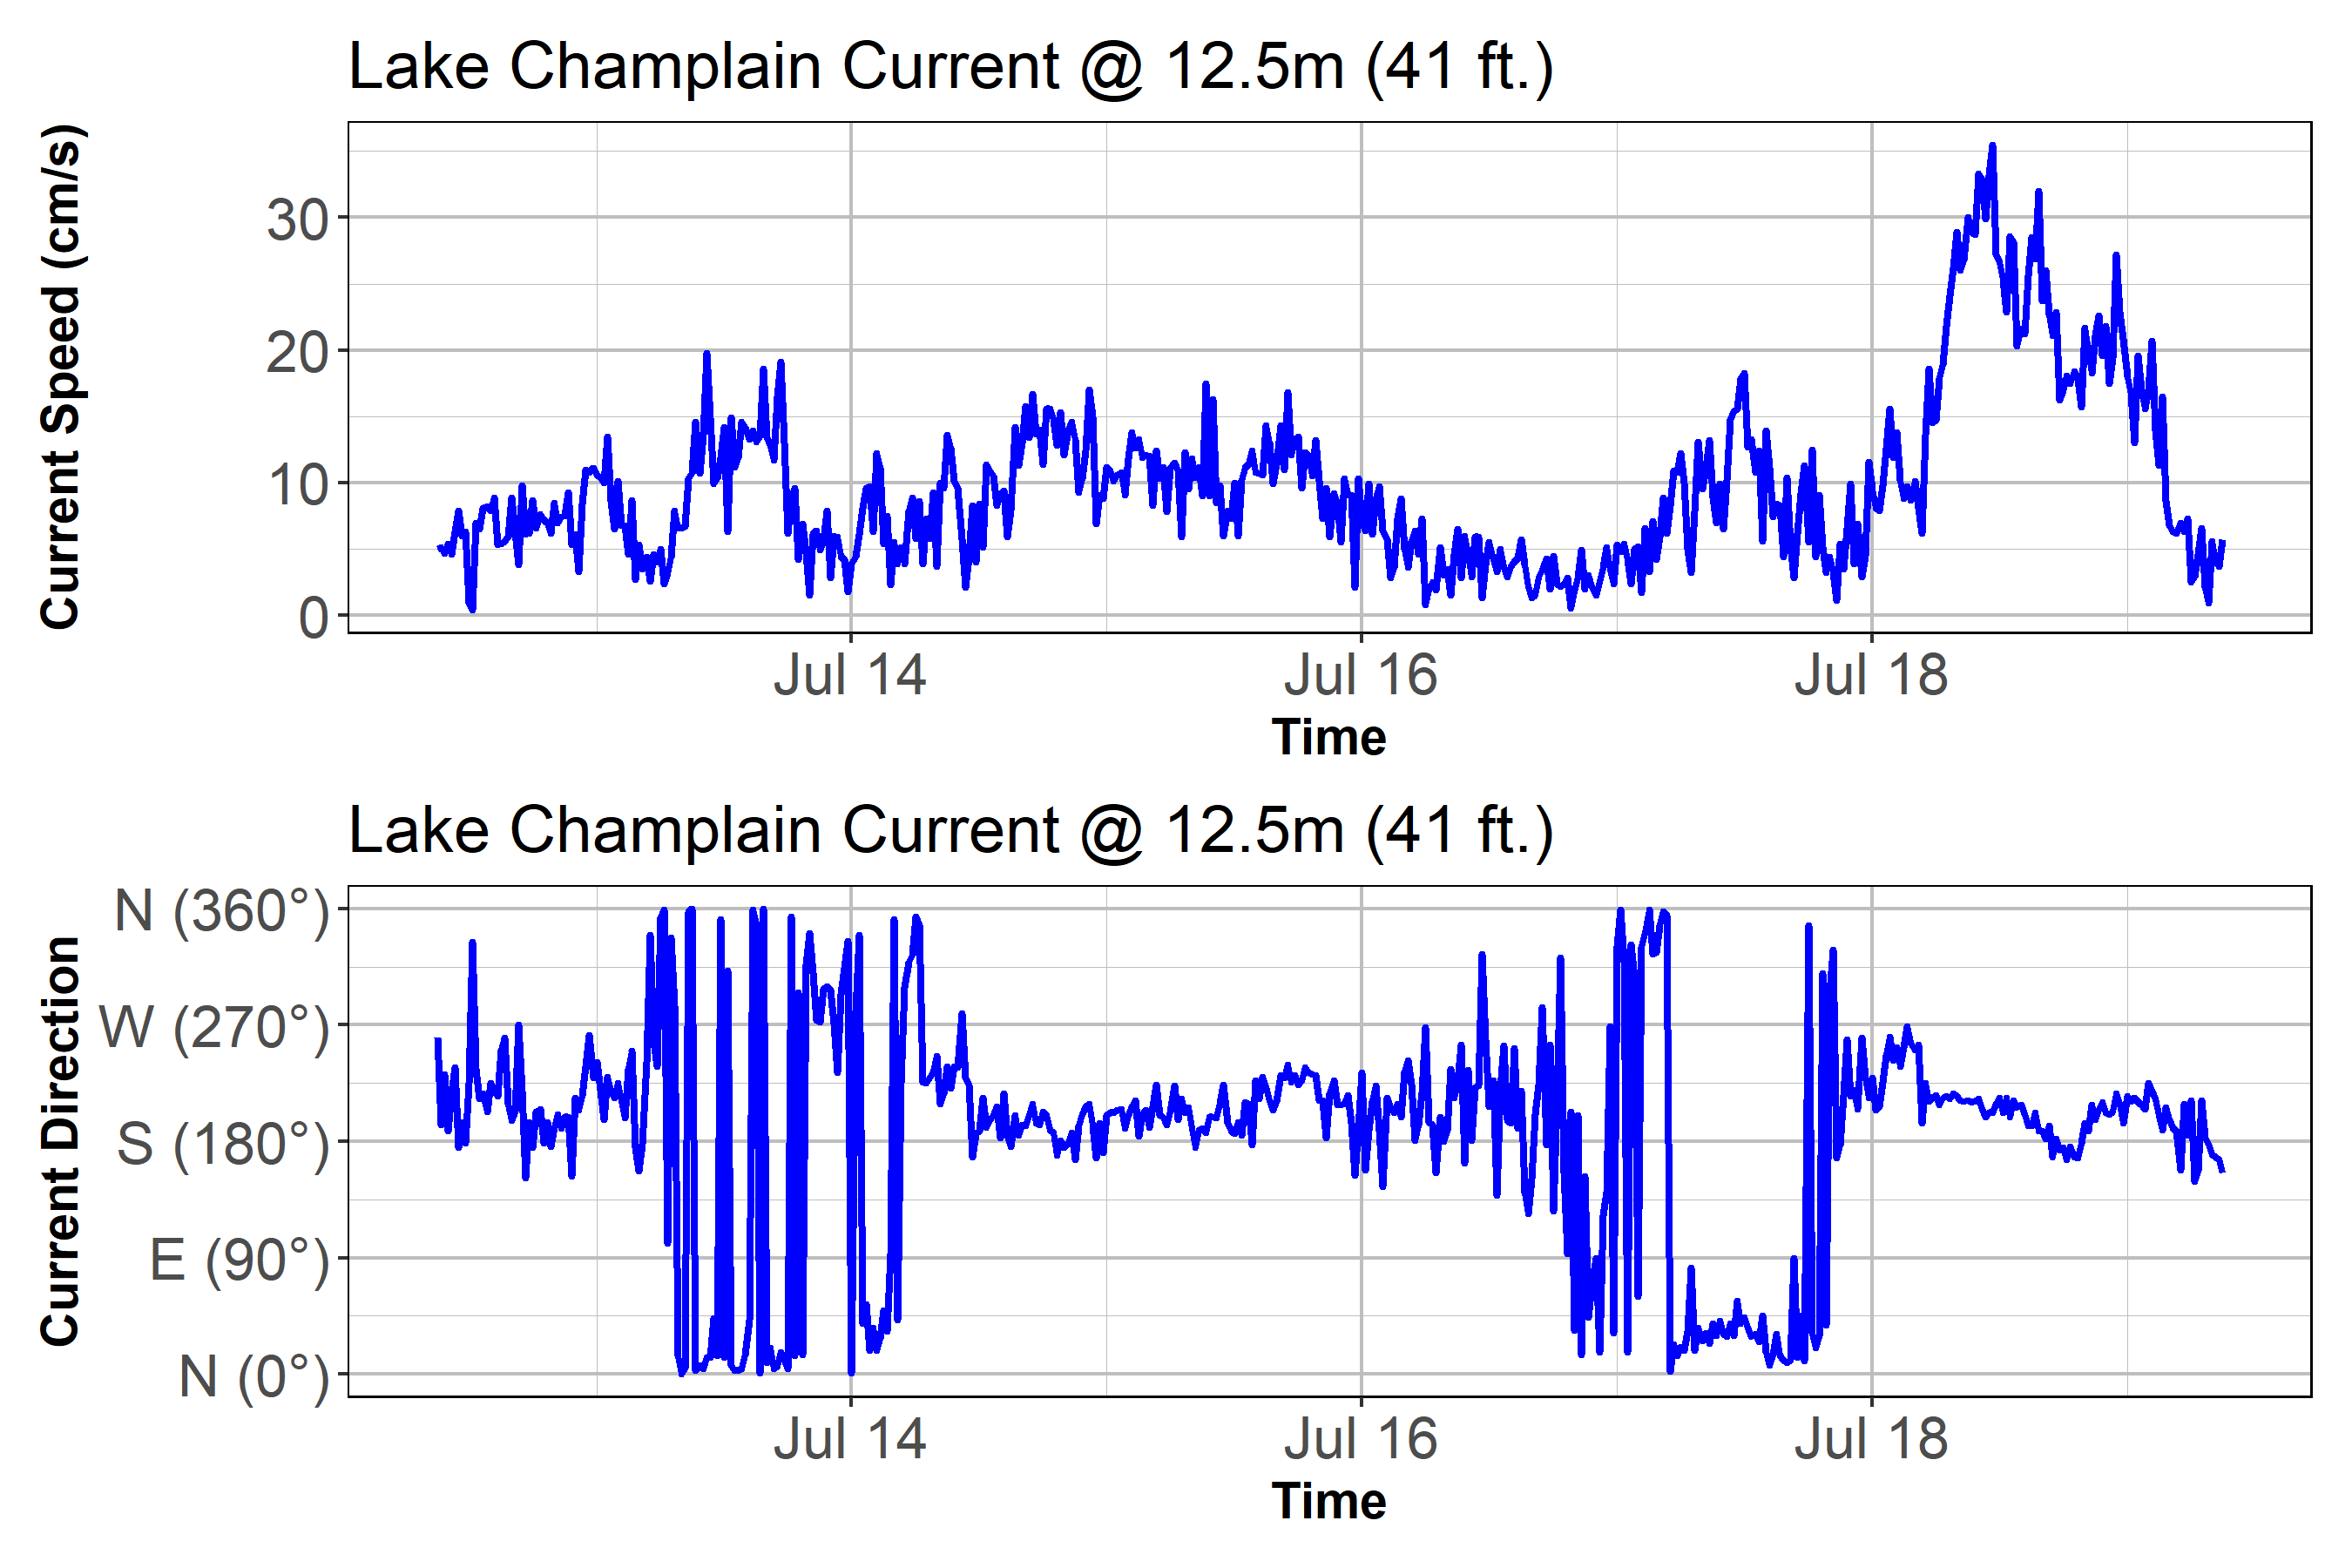 Lake Champlain Current @ 12.5m (41 ft.)
Current Speed (cm/s)
30
20
10
0
Jul 14 Jul 16 Jul 18
Time
Lake Champlain Current @ 12.5m (41 ft.)
Current Direction
N (360°)
W (270°)
S (180°)
E (90°)
N (0°)
Jul 14 Jul 16 Jul 18
Time